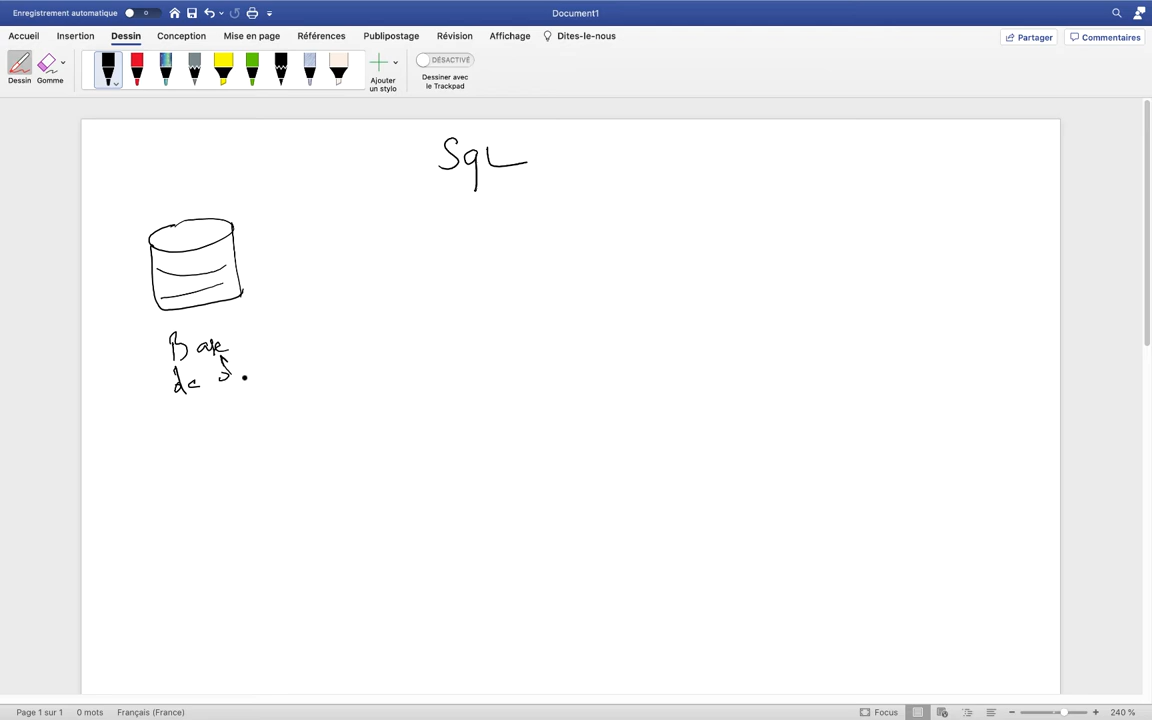 Enregistrement automatique
Document1
Accueil Insertion Dessin Conception Mise en page Références Publipostage Révision Affichage Dites-le-nous
Partager Commentaires
DÉSACTIVÉ
Dessin Gomme Ajouter un stylo Dessiner avec le Trackpad
SqL
Base
de
Page 1 sur 1 0 mots Français (France) Focus 240 %